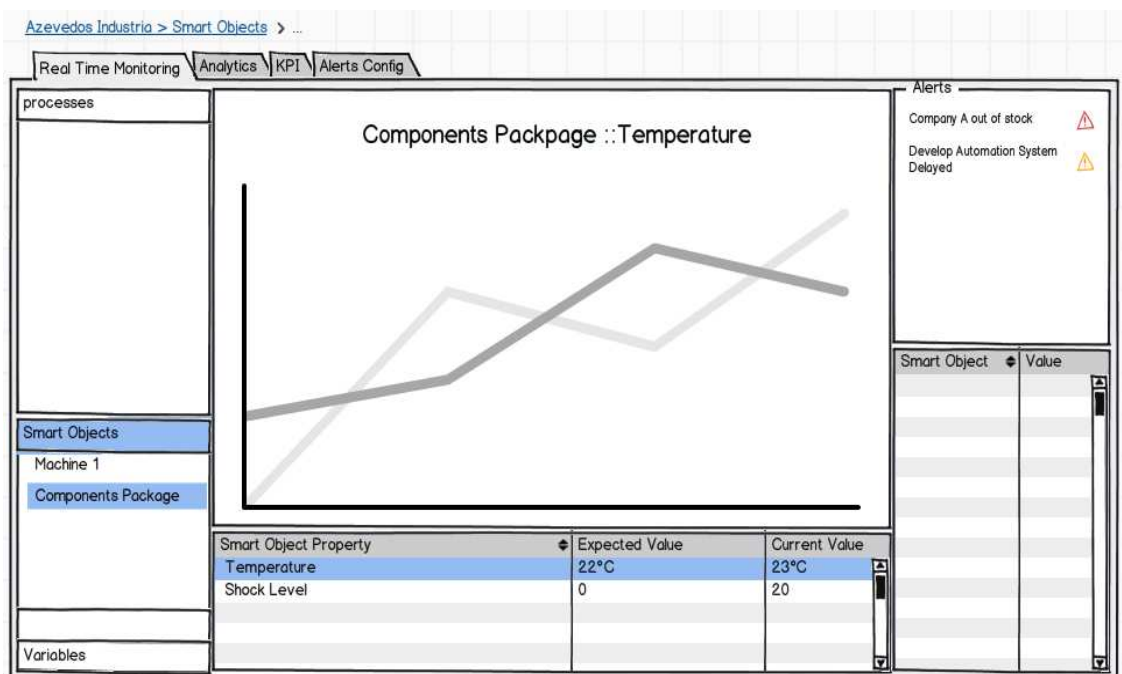 Azevedos Industria > Smart Objects > ...
Real Time Monitoring
Analytics
KPI
Alerts Config
processes
Components Packpage ::Temperature
Alerts
Company A out of stock
Develop Automation System
Delayed
Smart Object
Value
Smart Objects
Machine 1
Components Package
Variables
Smart Object Property
Expected Value
Current Value
Temperature
22°C
23°C
Shock Level
0
20